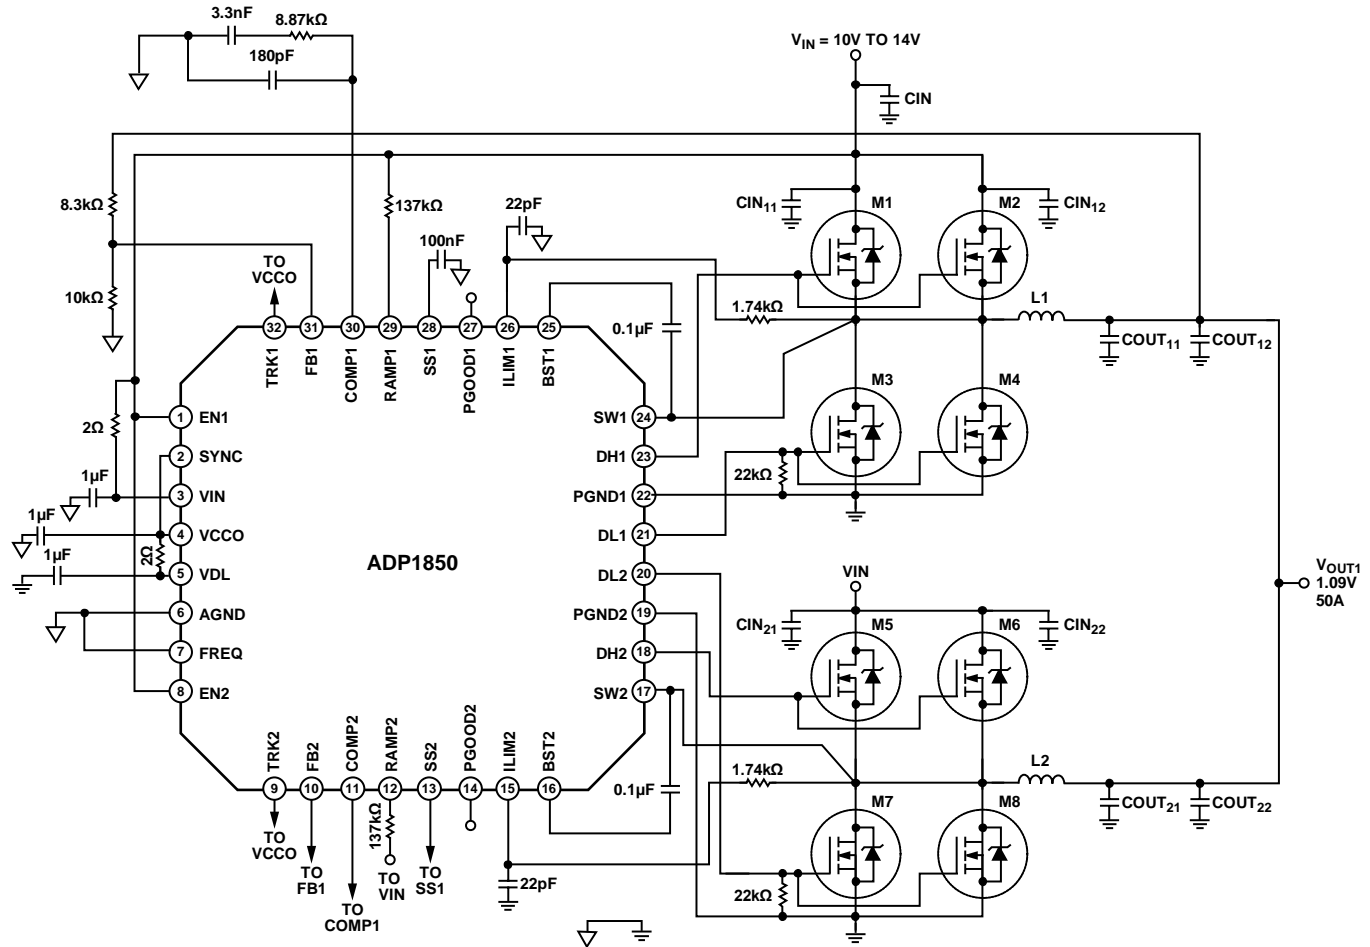 3.3nF
8.87kΩ
180pF
VIN = 10V TO 14V
CIN
8.3kΩ
10kΩ
137kΩ
22pF
100nF
TO
VCCO
CIN11
M1
M2
CIN12
1.74kΩ
L1
0.1µF
COUT11
COUT12
32
31
30
29
28
27
26
25
TRK1
FB1
COMP1
RAMP1
SS1
PGOOD1
ILIM1
BST1
M3
M4
22kΩ
2Ω
1µF
1µF
1µF
2Ω
1 EN1
2 SYNC
3 VIN
4 VCCO
5 VDL
6 AGND
7 FREQ
8 EN2
ADP1850
SW1 24
DH1 23
PGND1 22
DL1 21
DL2 20
PGND2 19
DH2 18
SW2 17
VIN
CIN21
M5
M6
CIN22
VOUT1
1.09V
50A
TRK2
FB2
COMP2
RAMP2
SS2
PGOOD2
ILIM2
BST2
9
10
11
12
13
14
15
16
TO
VCCO
TO
FB1
TO
COMP1
137kΩ
TO
VIN
TO
SS1
22pF
0.1µF
1.74kΩ
L2
COUT21
COUT22
M7
M8
22kΩ